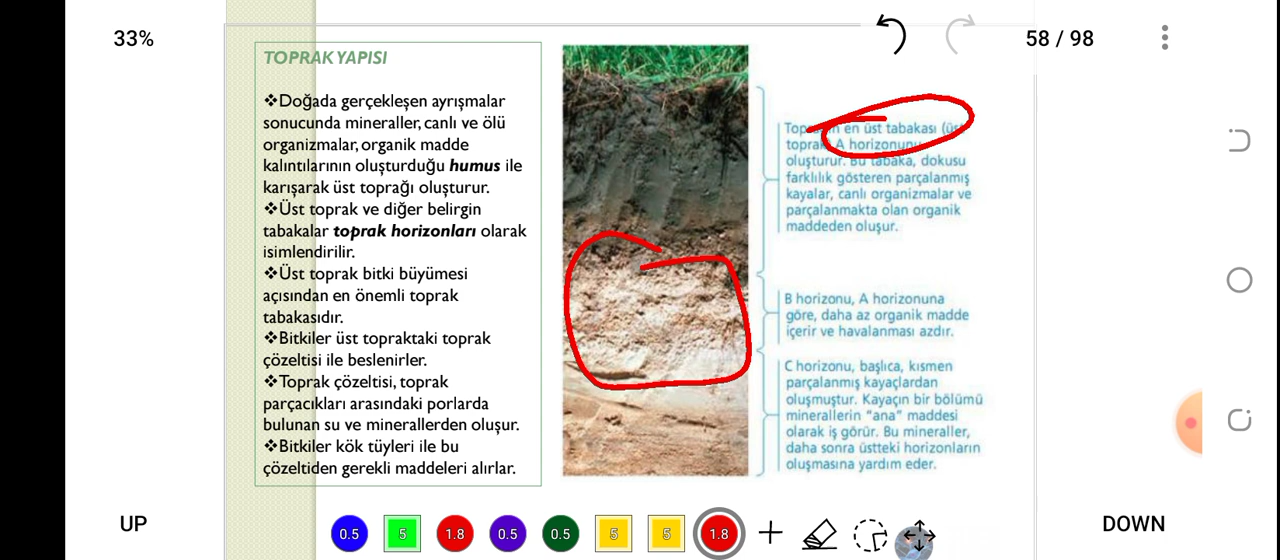 33%
58 / 98
TOPRAK YAPISI
❖Doğada gerçekleşen ayrışmalar
sonucunda mineraller, canlı ve ölü
organizmalar, organik madde
kalıntılarının oluşturduğu humus ile
karışarak üst toprağı oluşturur.
❖Üst toprak ve diğer belirgin
tabakalar toprak horizonları olarak
isimlendirilir.
❖Üst toprak bitki büyümesi
açısından en önemli toprak
tabakasıdır.
❖Bitkiler üst topraktaki toprak
çözeltisi ile beslenirler.
❖Toprak çözeltisi, toprak
parçacıkları arasındaki porlarda
bulunan su ve minerallerden oluşur.
❖Bitkiler kök tüyleri ile bu
çözeltiden gerekli maddeleri alırlar.
Toprağın en üst tabakası (üst
toprak) A horizonunu
oluşturur. Bu tabaka, dokusu
farklılık gösteren parçalanmış
kayalar, canlı organizmalar ve
parçalanmakta olan organik
maddeden oluşur.
B horizonu, A horizonuna
göre, daha az organik madde
içerir ve havalanması azdır.
C horizonu, başlıca, kısmen
parçalanmış kayaçlardan
oluşmuştur. Kayaçın bir bölümü
minerallerin "ana" maddesi
olarak iş görür. Bu mineraller,
daha sonra üstteki horizonların
oluşmasına yardım eder.
UP
0.5 5 1.8 0.5 0.5 5 5 1.8
DOWN